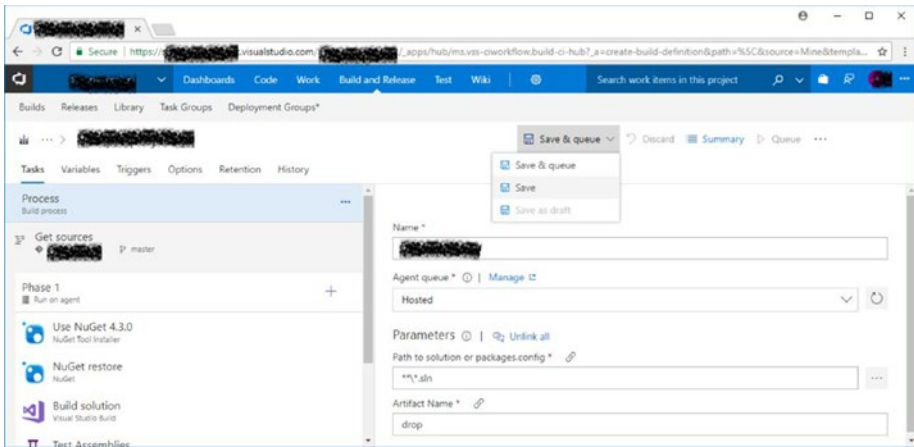 Secure | https:// .visualstudio.com/ /_apps/hub/ms.vss-ciworkflow.build-ci-hub?_a=create-build-definition&path=%5C&source=Mine&templa...
Dashboards Code Work Build and Release Test Wiki Search work items in this project
Builds Releases Library Task Groups Deployment Groups*
... > Save & queue Discard Summary Queue ...
Tasks Variables Triggers Options Retention History
Save & queue
Save
Save as draft
Process
Build process
...
Get sources
master
Phase 1
Run on agent
Use NuGet 4.3.0
NuGet Tool Installer
NuGet restore
NuGet
Build solution
Visual Studio Build
Test Assemblies
Name *
Agent queue * | Manage
Hosted
Parameters | Unlink all
Path to solution or packages.config *
**\*.sln
...
Artifact Name *
drop